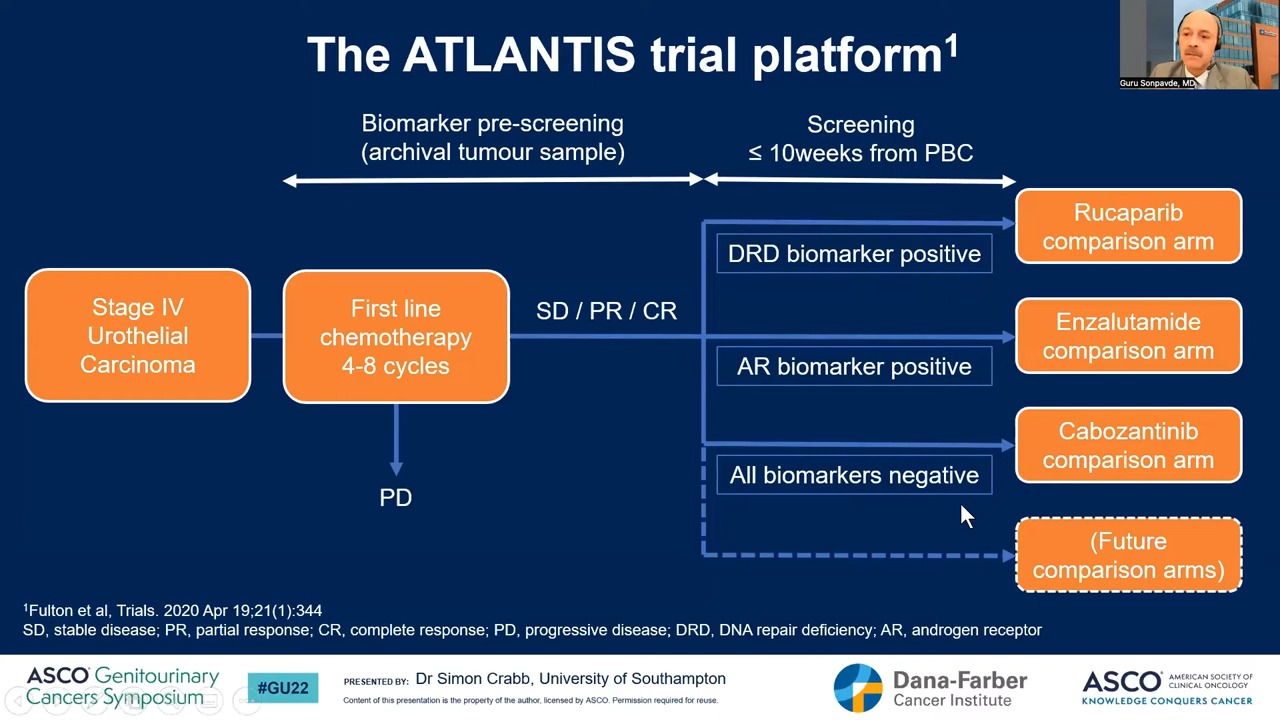 The ATLANTIS trial platform1
Guru Sonpavde, MD
Biomarker pre-screening
(archival tumour sample)
Screening
≤ 10weeks from PBC
Stage IV
Urothelial
Carcinoma
First line
chemotherapy
4-8 cycles
PD
SD / PR / CR
DRD biomarker positive
Rucaparib
comparison arm
AR biomarker positive
Enzalutamide
comparison arm
All biomarkers negative
Cabozantinib
comparison arm
(Future
comparison arms)
1Fulton et al, Trials. 2020 Apr 19;21(1):344
SD, stable disease; PR, partial response; CR, complete response; PD, progressive disease; DRD, DNA repair deficiency; AR, androgen receptor
ASCO Genitourinary
Cancers Symposium
#GU22
PRESENTED BY: Dr Simon Crabb, University of Southampton
Content of this presentation is the property of the author, licensed by ASCO. Permission required for reuse.
Dana-Farber
Cancer Institute
ASCO AMERICAN SOCIETY OF
CLINICAL ONCOLOGY
KNOWLEDGE CONQUERS CANCER